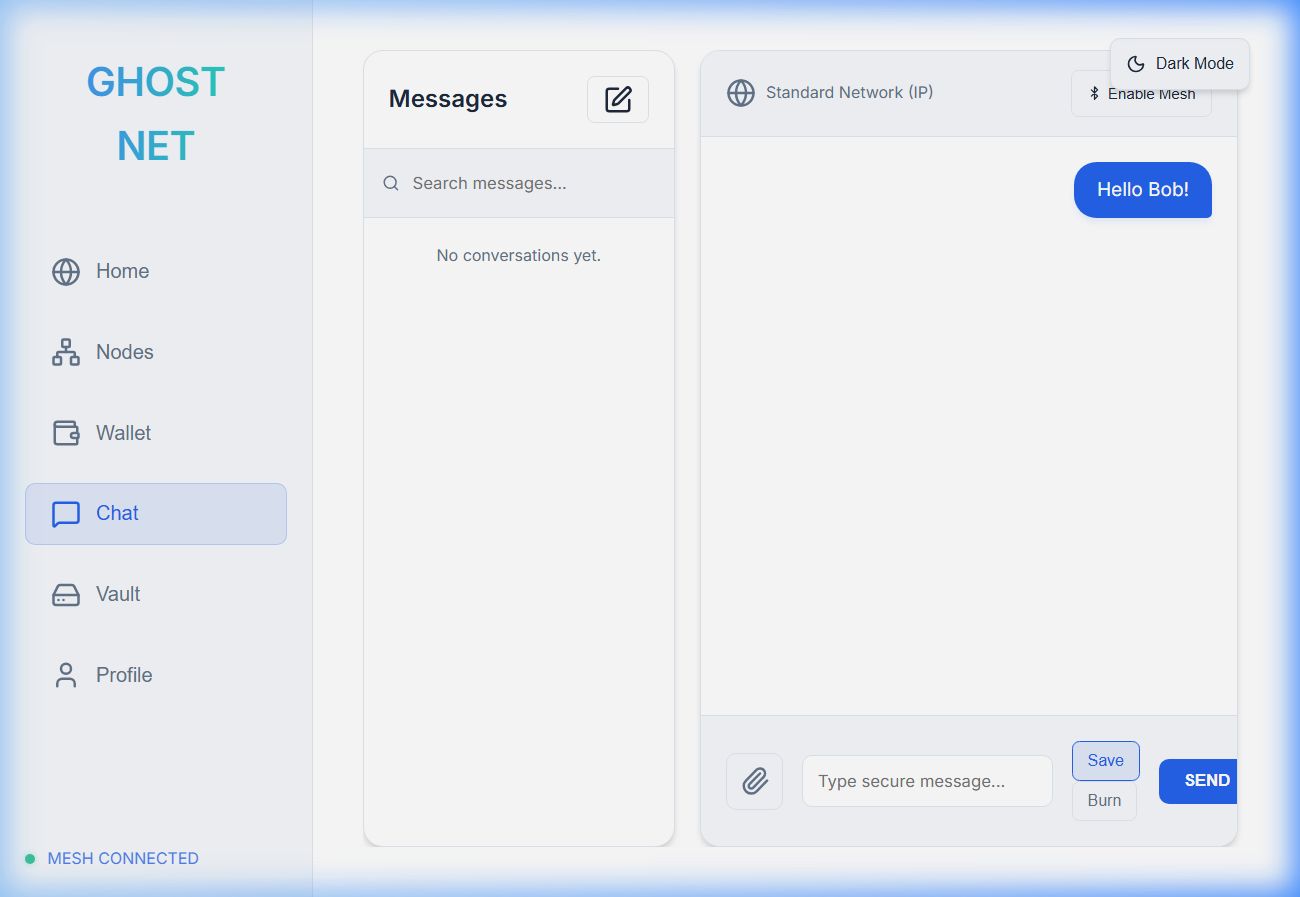 GHOST
NET
Home
Nodes
Wallet
Chat
Vault
Profile
MESH CONNECTED
Messages
Search messages...
No conversations yet.
Standard Network (IP)
Dark Mode
Enable Mesh
Hello Bob!
Type secure message...
Save
Burn
SEND